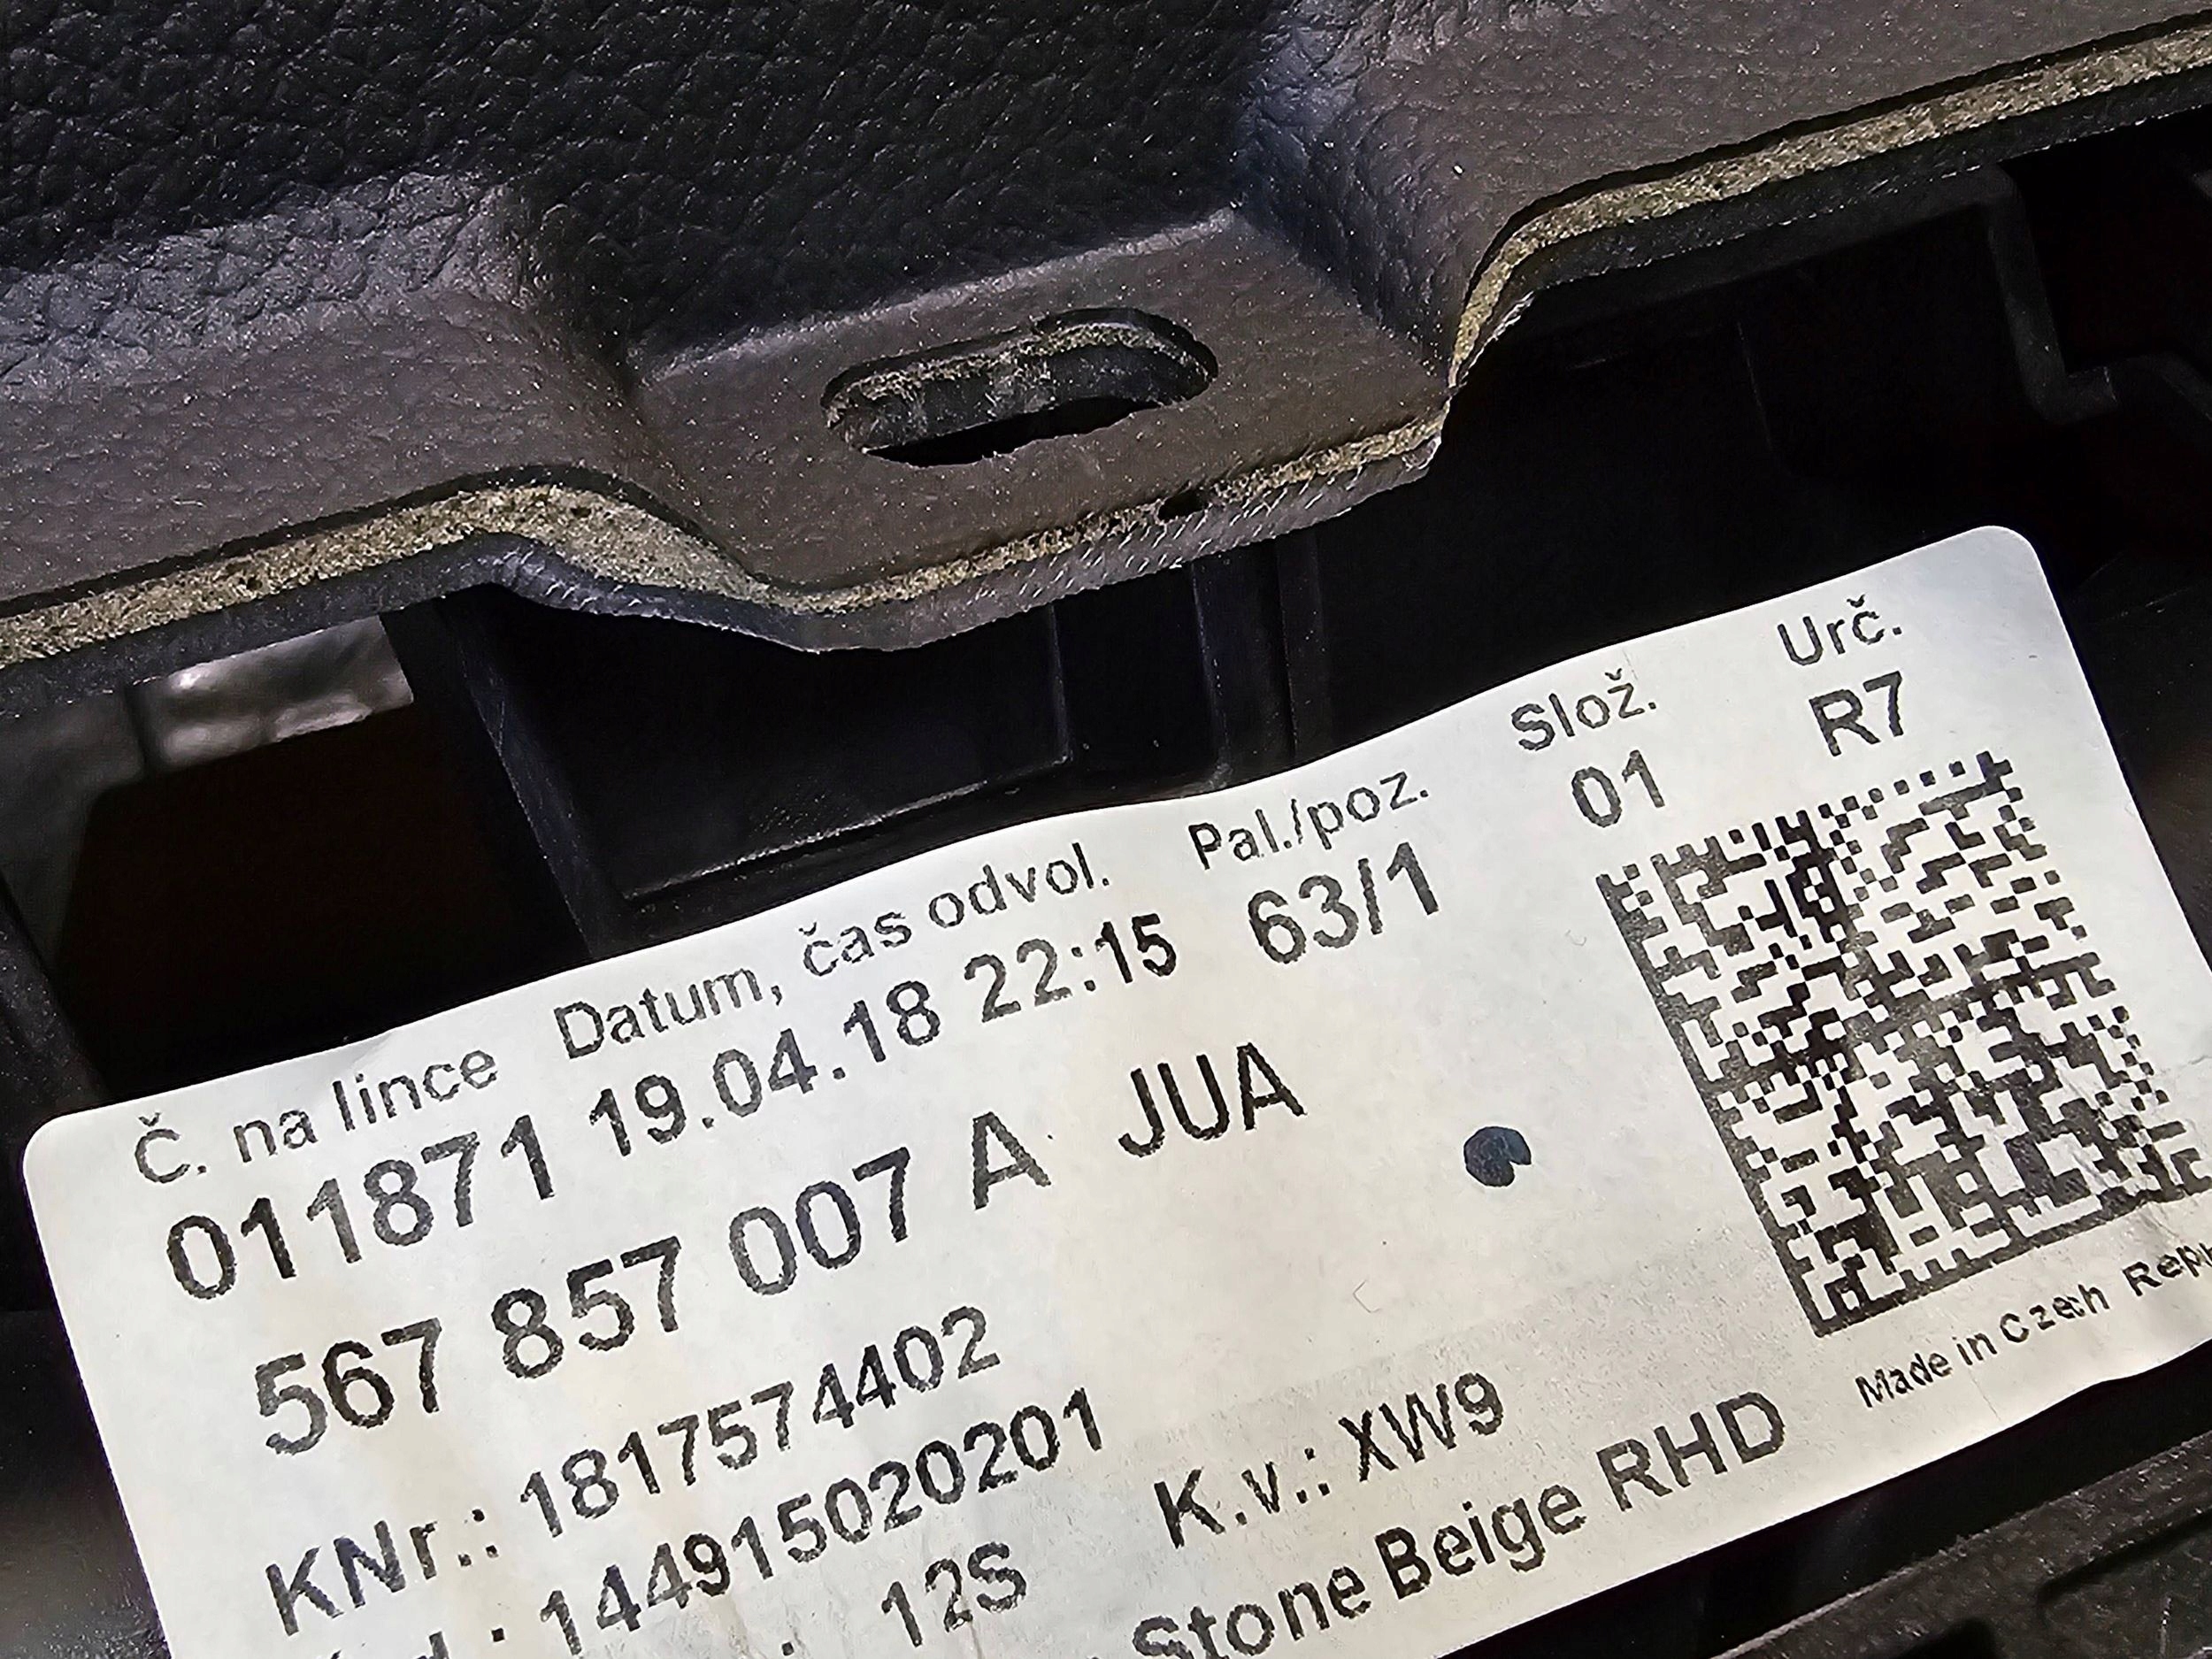 Č. na lince Datum, čas odvol. Pal./poz. Slož. Urč.
011871 19.04.18 22:15 63/1 01 R7
567 857 007 A JUA
KNr.: 1817574402
144915020201 K.v.: XW9
12S Stone Beige RHD
Made in Czech